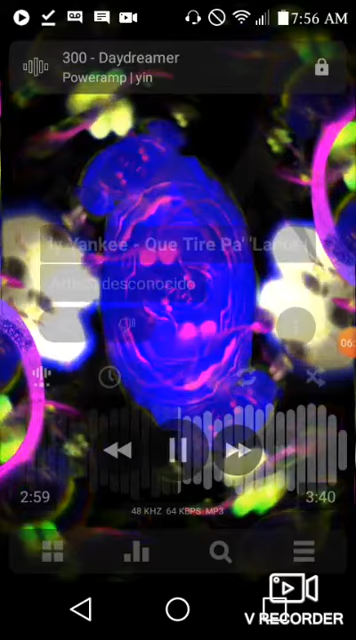 7:56 AM
300 - Daydreamer
Poweramp | yin
Yankee - Que Tire Pa' 'Lante
Artista desconocido
06:
2:59
3:40
48 KHZ 64 KBPS MP3
V RECORDER